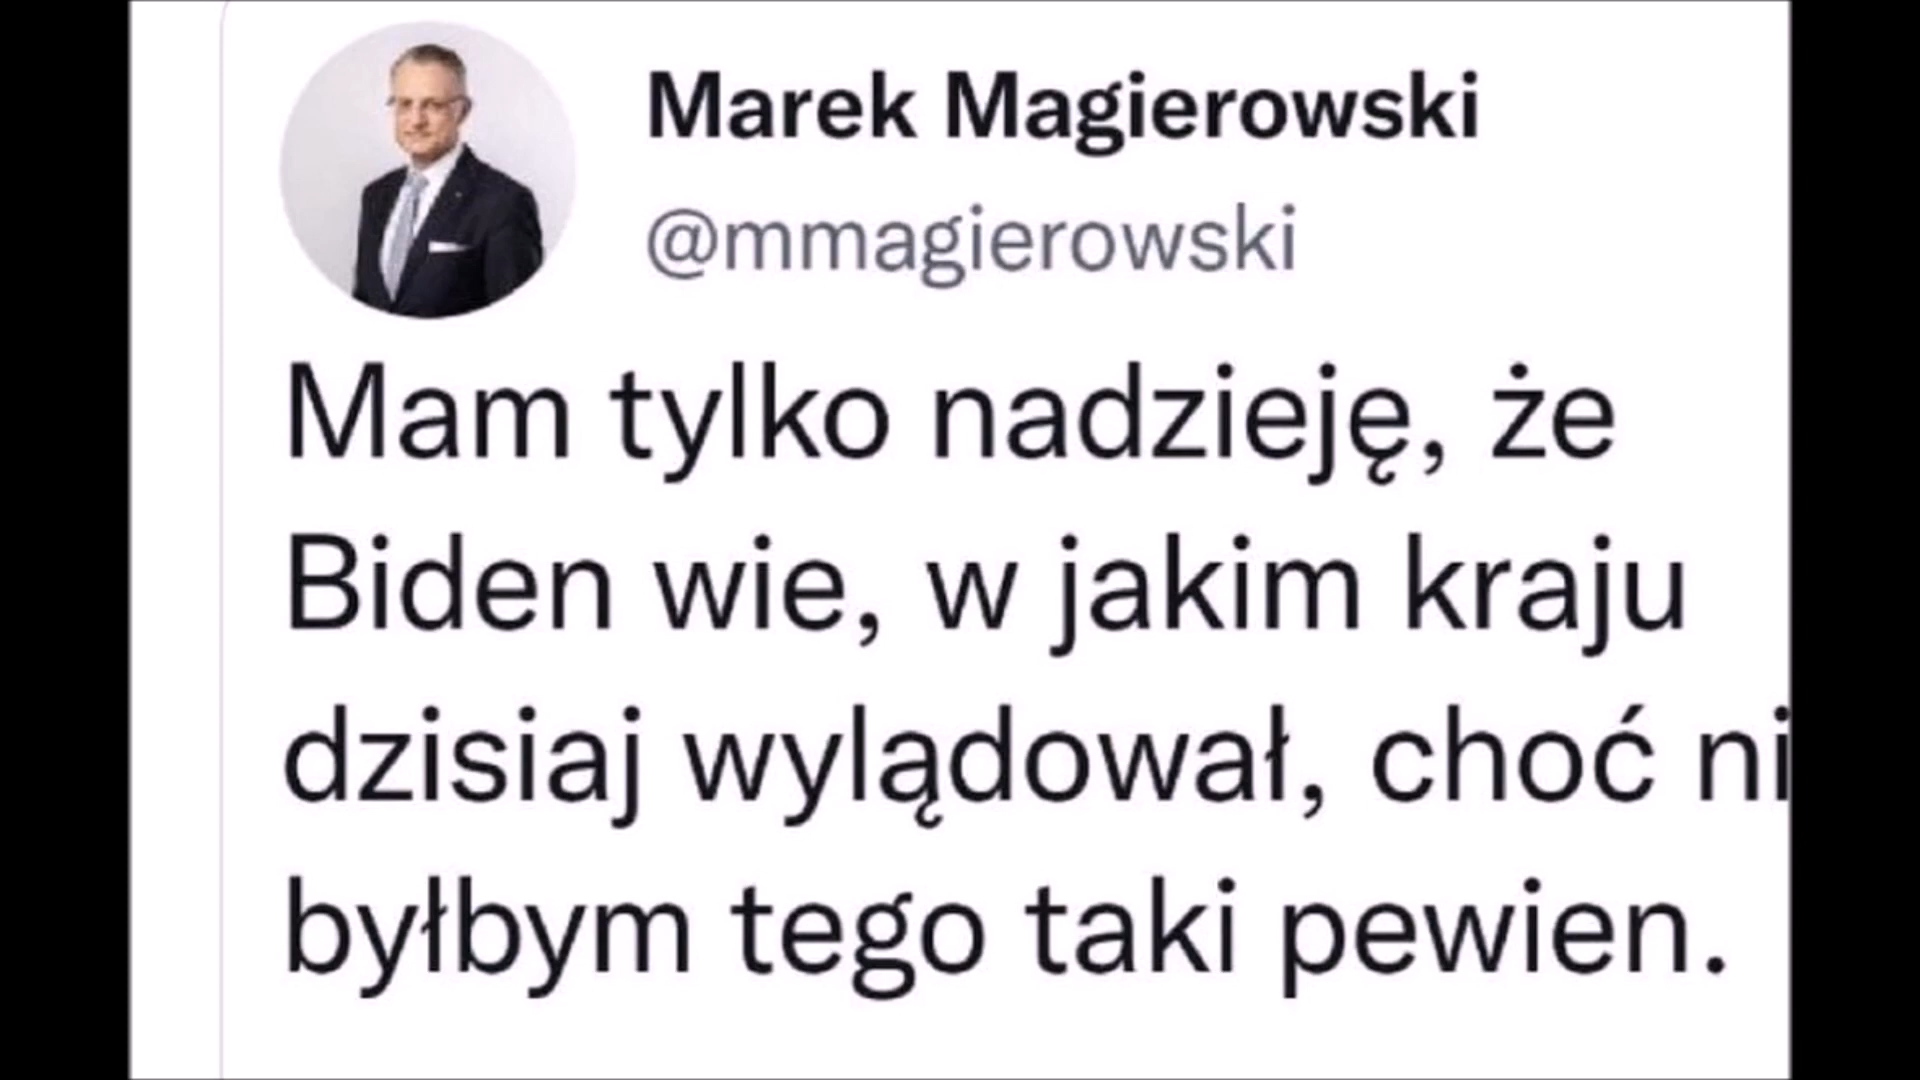 Marek Magierowski
@mmagierowski
Mam tylko nadzieję, że
Biden wie, w jakim kraju
dzisiaj wylądował, choć ni
byłbym tego taki pewien.